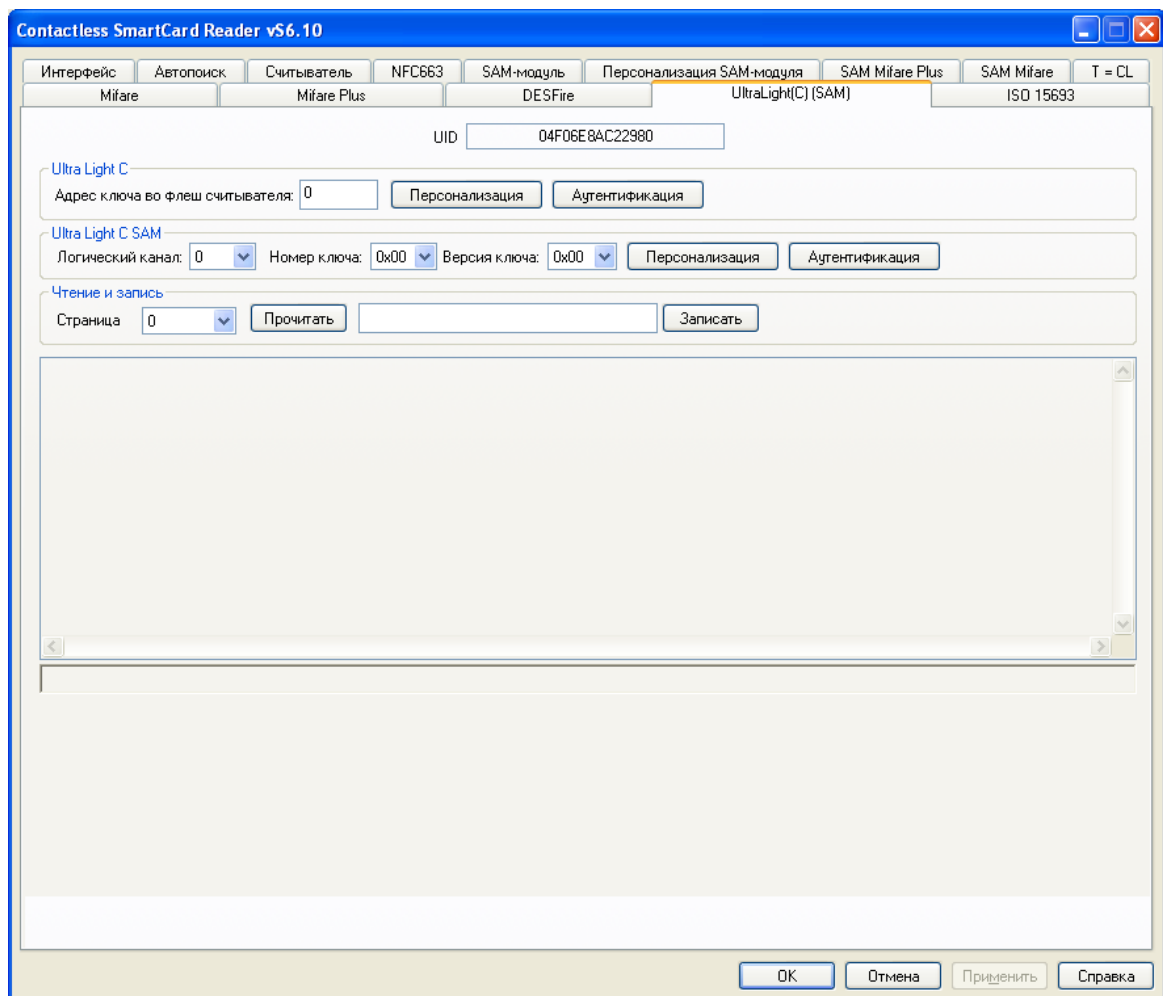 Contactless SmartCard Reader vS6.10
Интерфейс Автопоиск Считыватель NFC663 SAM-модуль Персонализация SAM-модуля SAM Mifare Plus SAM Mifare T = CL
Mifare Mifare Plus DESFire UltraLight(C) (SAM) ISO 15693
UID 04F06E8AC22980
Ultra Light C
Адрес ключа во флеш считывателя: 0 Персонализация Аутентификация
Ultra Light C SAM
Логический канал: 0 Номер ключа: 0x00 Версия ключа: 0x00 Персонализация Аутентификация
Чтение и запись
Страница 0 Прочитать Записать
OK Отмена Применить Справка